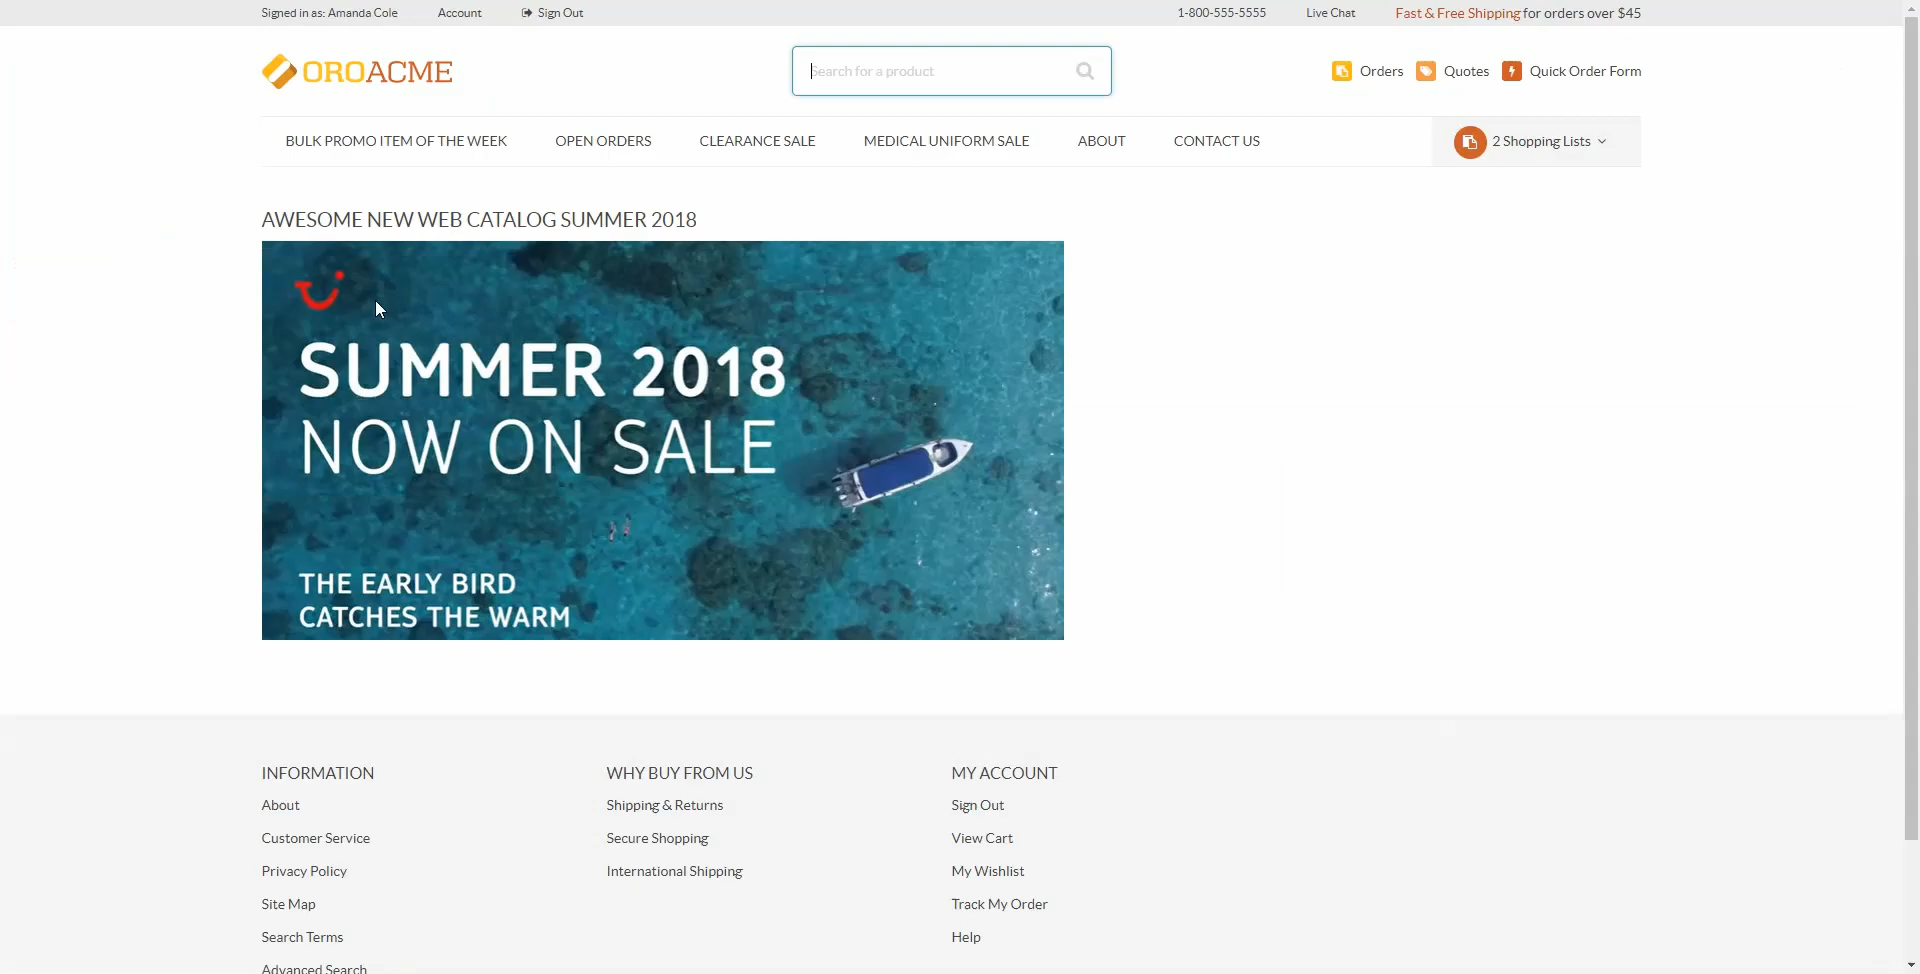 Signed in as: Amanda Cole Account Sign Out 1-800-555-5555 Live Chat Fast & Free Shipping for orders over $45
OROACME Search for a product Orders Quotes Quick Order Form
BULK PROMO ITEM OF THE WEEK OPEN ORDERS CLEARANCE SALE MEDICAL UNIFORM SALE ABOUT CONTACT US 2 Shopping Lists
AWESOME NEW WEB CATALOG SUMMER 2018
SUMMER 2018
NOW ON SALE
THE EARLY BIRD
CATCHES THE WARM
INFORMATION
About
Customer Service
Privacy Policy
Site Map
Search Terms
Advanced Search
WHY BUY FROM US
Shipping & Returns
Secure Shopping
International Shipping
MY ACCOUNT
Sign Out
View Cart
My Wishlist
Track My Order
Help